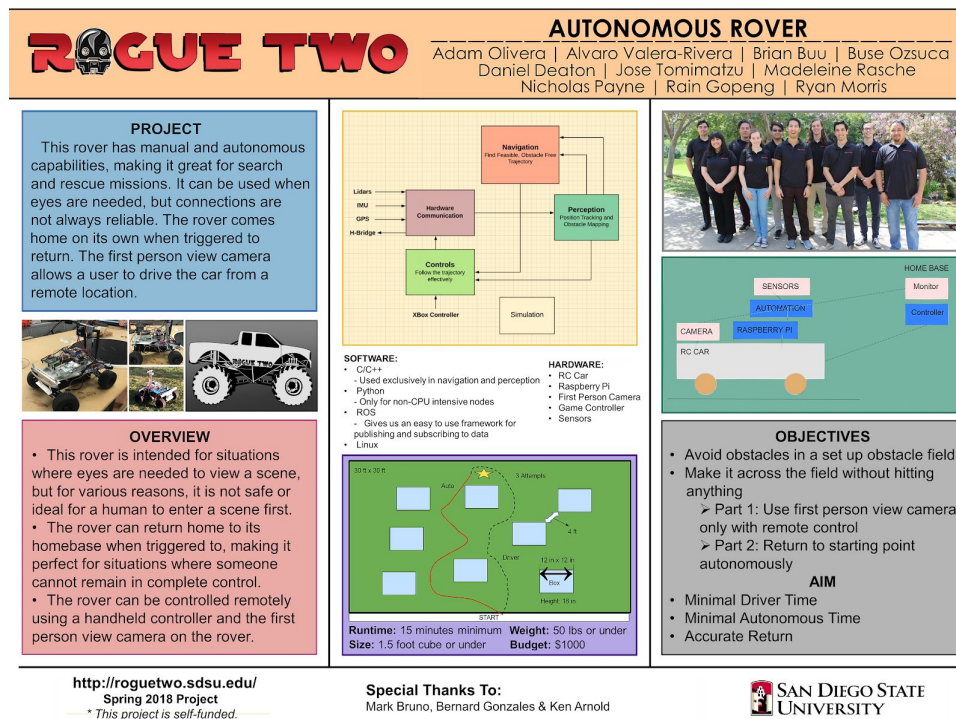 ROGUE TWO
AUTONOMOUS ROVER
Adam Olivera | Alvaro Valera-Rivera | Brian Buu | Buse Ozsuca
Daniel Deaton | Jose Tomimatzu | Madeleine Rasche
Nicholas Payne | Rain Gopeng | Ryan Morris
PROJECT
This rover has manual and autonomous
capabilities, making it great for search
and rescue missions. It can be used when
eyes are needed, but connections are
not always reliable. The rover comes
home on its own when triggered to
return. The first person view camera
allows a user to drive the car from a
remote location.
ROGUE TWO
OVERVIEW
• This rover is intended for situations
where eyes are needed to view a scene,
but for various reasons, it is not safe or
ideal for a human to enter a scene first.
• The rover can return home to its
homebase when triggered to, making it
perfect for situations where someone
cannot remain in complete control.
• The rover can be controlled remotely
using a handheld controller and the first
person view camera on the rover.
Navigation
Find Feasible, Obstacle Free
Trajectory
Lidars
IMU
GPS
H-Bridge
Hardware
Communication
Perception
Position Tracking and
Obstacle Mapping
Controls
Follow the trajectory
effectively
XBox Controller
Simulation
SOFTWARE:
• C/C++
- Used exclusively in navigation and perception
• Python
- Only for non-CPU intensive nodes
• ROS
- Gives us an easy to use framework for
publishing and subscribing to data
• Linux
HARDWARE:
• RC Car
• Raspberry Pi
• First Person Camera
• Game Controller
• Sensors
30 ft x 30 ft
Auto
3 Attempts
4 ft
Driver
12 in x 12 in
Box
Height: 18 in
START
Runtime: 15 minutes minimum Weight: 50 lbs or under
Size: 1.5 foot cube or under Budget: $1000
HOME BASE
SENSORS
Monitor
AUTOMATION
Controller
CAMERA
RASPBERRY PI
RC CAR
OBJECTIVES
• Avoid obstacles in a set up obstacle field
• Make it across the field without hitting
anything
➢ Part 1: Use first person view camera
only with remote control
➢ Part 2: Return to starting point
autonomously
AIM
• Minimal Driver Time
• Minimal Autonomous Time
• Accurate Return
http://roguetwo.sdsu.edu/
Spring 2018 Project
* This project is self-funded.
Special Thanks To:
Mark Bruno, Bernard Gonzales & Ken Arnold
SAN DIEGO STATE
UNIVERSITY